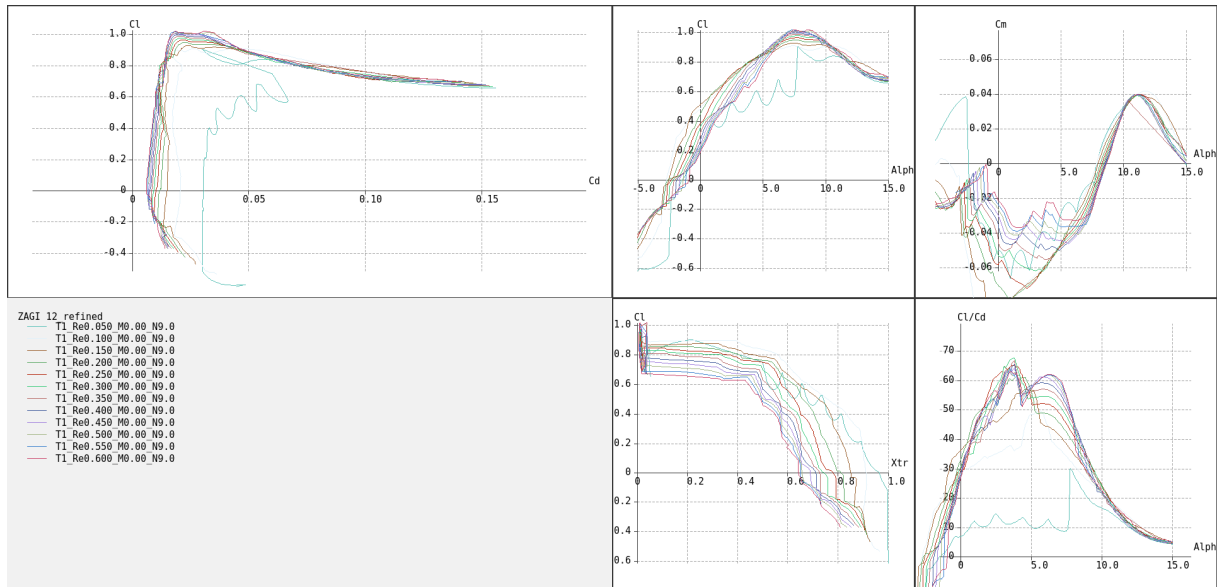 Cl
1.0
0.8
0.6
0.4
0.2
0
-0.2
-0.4
0
0.05
0.10
0.15
Cd
Cl
1.0
0.8
0.6
0.4
0.2
0
-0.2
-0.4
-0.6
-5.0
0
5.0
10.0
15.0
Alph
Cm
0.04
0
-0.04
-0.06
0
5.0
10.0
15.0
Alph
ZAGI 12 refined
T1_Re0.050_M0.00_N9.0
T1_Re0.100_M0.00_N9.0
T1_Re0.150_M0.00_N9.0
T1_Re0.200_M0.00_N9.0
T1_Re0.250_M0.00_N9.0
T1_Re0.300_M0.00_N9.0
T1_Re0.350_M0.00_N9.0
T1_Re0.400_M0.00_N9.0
T1_Re0.450_M0.00_N9.0
T1_Re0.500_M0.00_N9.0
T1_Re0.550_M0.00_N9.0
T1_Re0.600_M0.00_N9.0
Cl
1.0
0.8
0.6
0.4
0.2
0
-0.2
-0.4
-0.6
0
0.2
0.4
0.6
0.8
1.0
Xtr
Cl/Cd
70
60
50
40
30
20
10
0
0
5.0
10.0
15.0
Alph